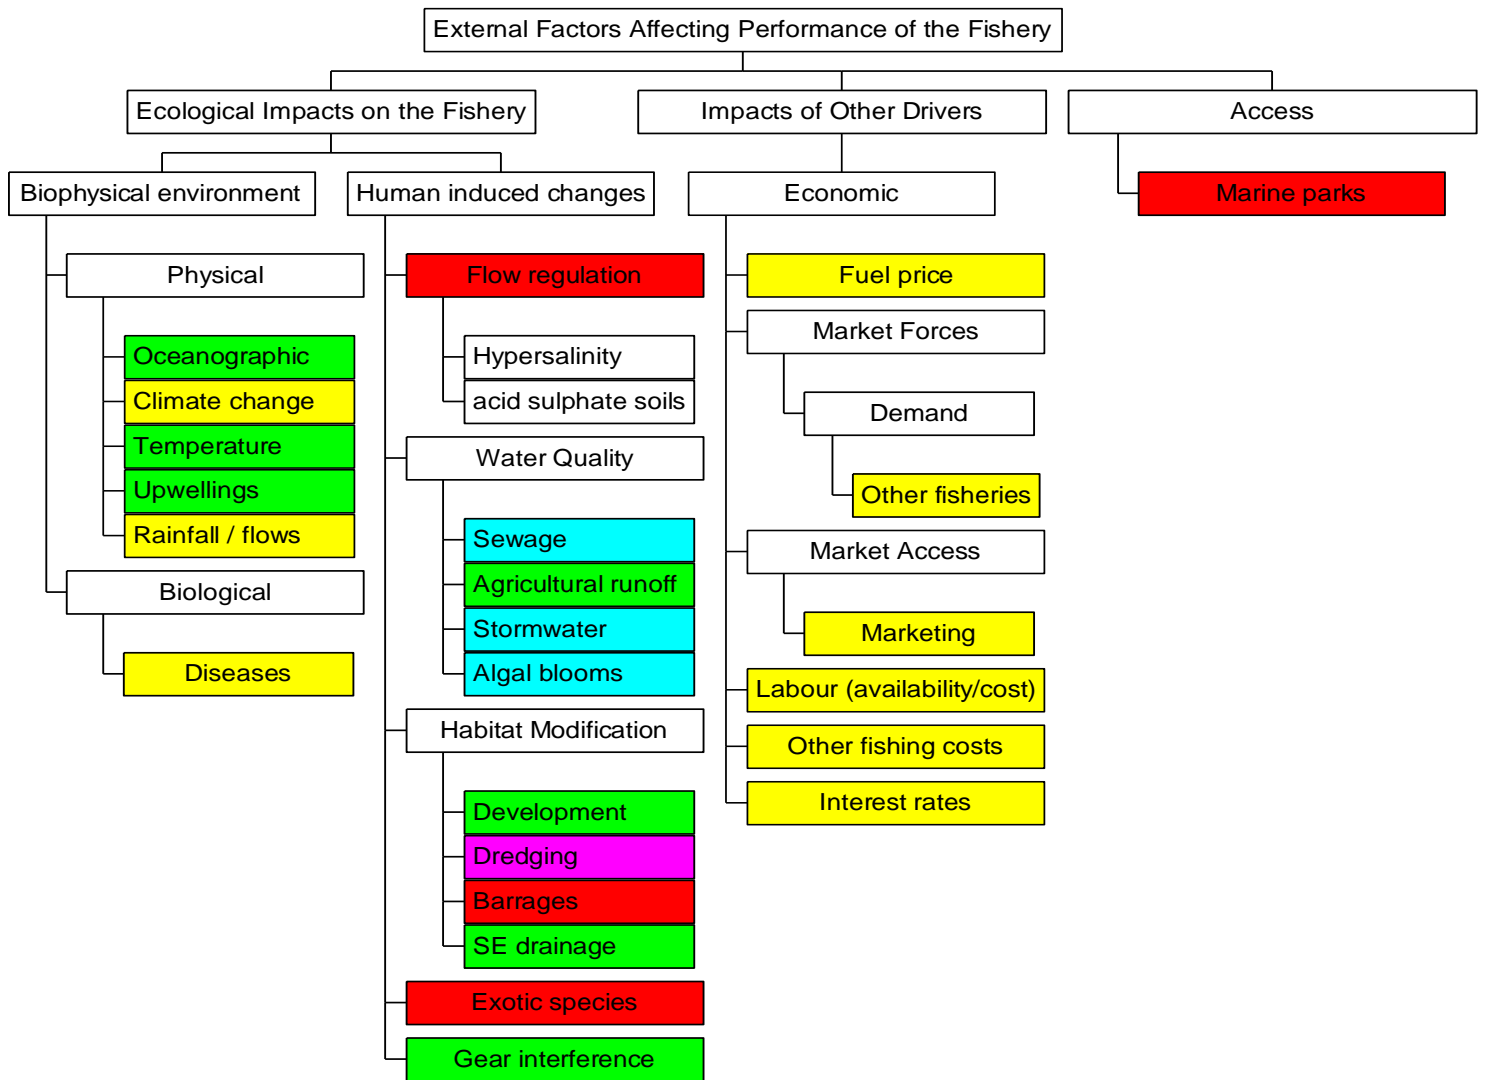 External Factors Affecting Performance of the Fishery
Ecological Impacts on the Fishery
Impacts of Other Drivers
Access
Biophysical environment
Human induced changes
Economic
Marine parks
Physical
Flow regulation
Fuel price
Market Forces
Oceanographic
Hypersalinity
Climate change
acid sulphate soils
Demand
Temperature
Water Quality
Upwellings
Other fisheries
Rainfall / flows
Sewage
Market Access
Biological
Agricultural runoff
Stormwater
Marketing
Diseases
Algal blooms
Labour (availability/cost)
Habitat Modification
Other fishing costs
Development
Interest rates
Dredging
Barrages
SE drainage
Exotic species
Gear interference